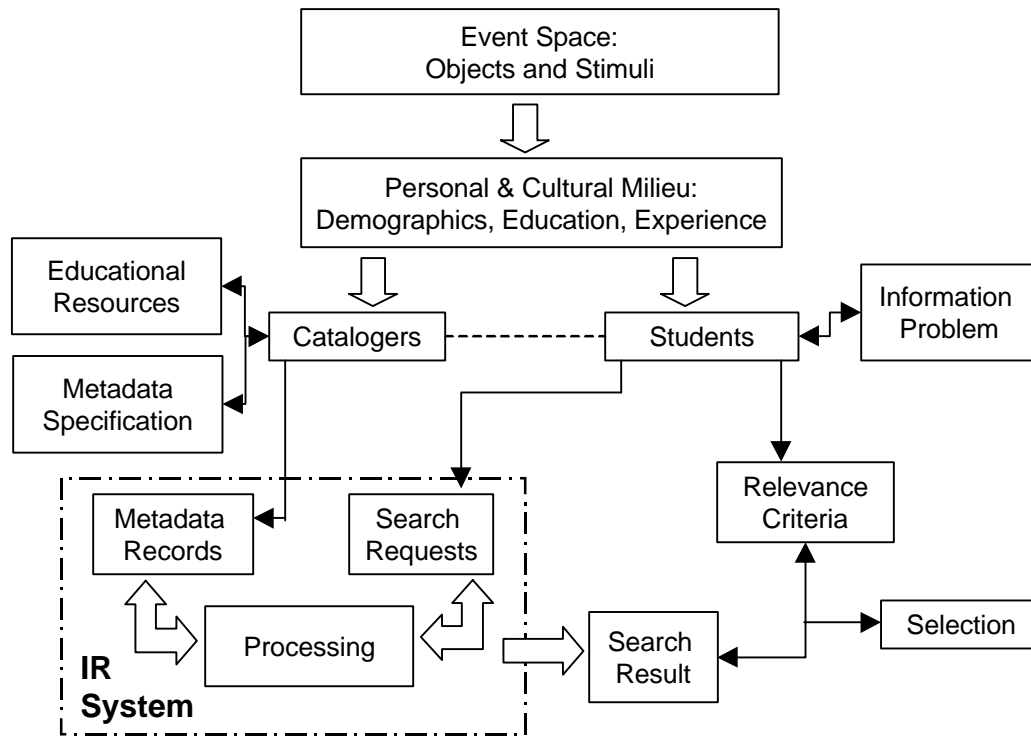 Event Space:
Objects and Stimuli
Personal & Cultural Milieu:
Demographics, Education, Experience
Educational
Resources
Metadata
Specification
Catalogers
Students
Information
Problem
Metadada
Records
Search
Requests
Relevance
Criteria
Processing
IR
System
Search
Result
Selection